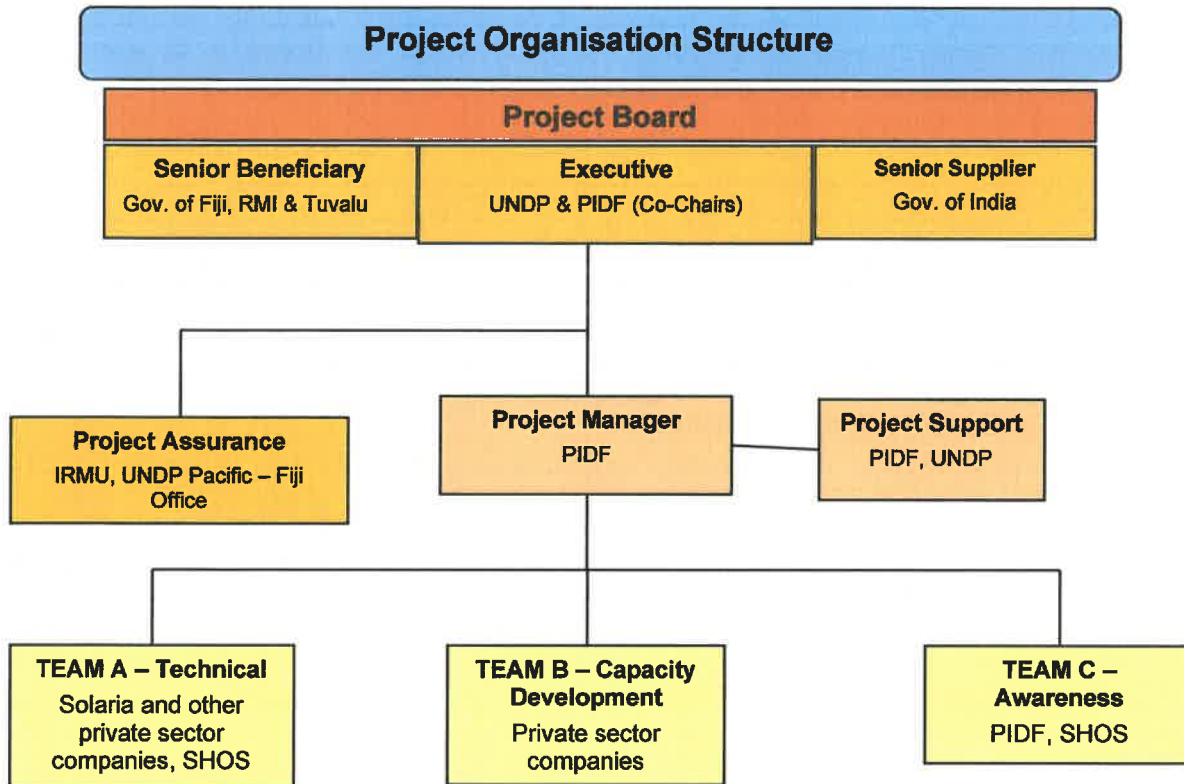 Project Organisation Structure
Project Board
Senior Beneficiary
Gov. of Fiji, RMI & Tuvalu
Executive
UNDP & PIDF (Co-Chairs)
Senior Supplier
Gov. of India
Project Assurance
IRMU, UNDP Pacific – Fiji
Office
Project Manager
PIDF
Project Support
PIDF, UNDP
TEAM A – Technical
Solaria and other
private sector
companies, SHOS
TEAM B – Capacity
Development
Private sector
companies
TEAM C –
Awareness
PIDF, SHOS